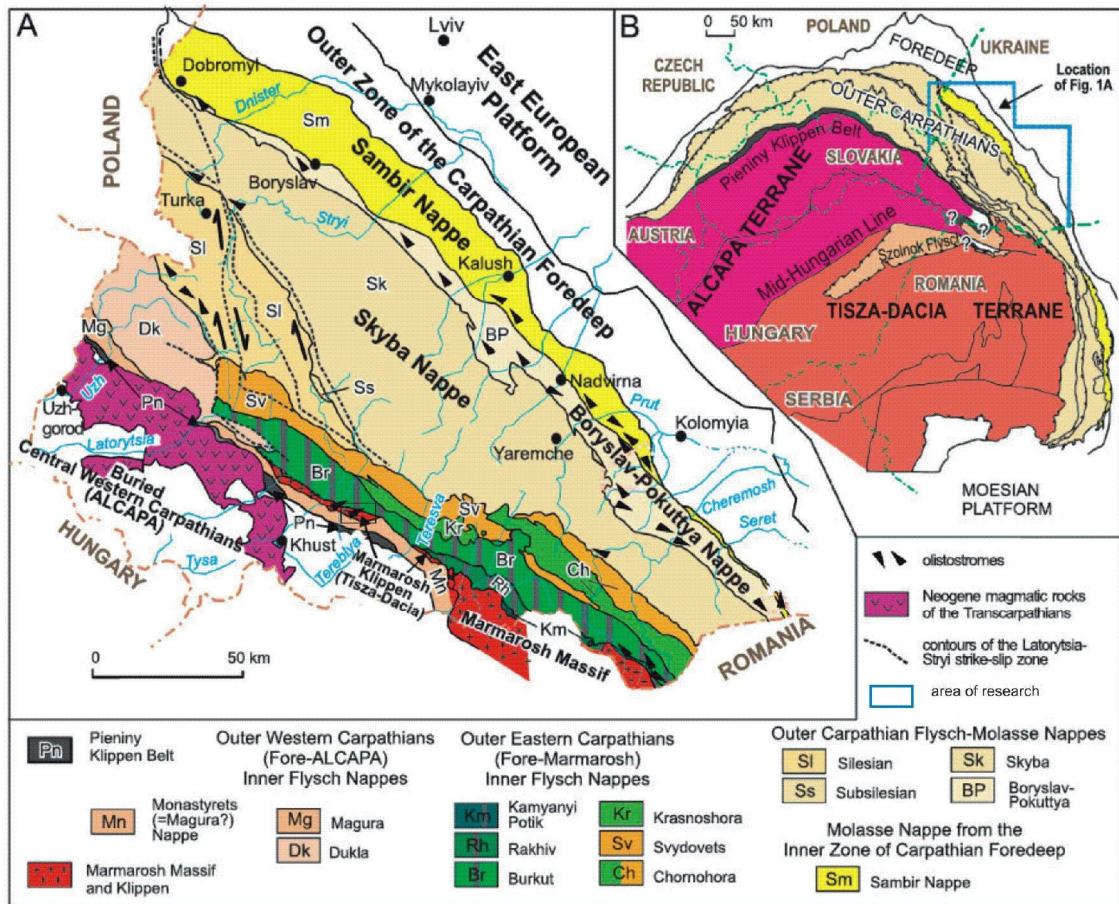 A
Lviv
Dobromyl
Mykolayiv
Dnister
East European
Platform
Outer Zone of the Carpathian Foredeep
POLAND
Sm
Sambir Nappe
Boryslav
Turka
Stryi
Kalush
Sl
Sk
Skyba Nappe
Sl
BP
Mg
Dk
Nadvirna
Prut
Kolomyia
Ss
Uzh
Uzh-
gorod
Pn
Sv
Yaremche
Boryslav-Pokuttya Nappe
Latorytsia
Cheremosh
Seret
Br
Buried
Central Western Carpathians
(ALCAPA)
Teresva
Sv
Kr
Pn
Khust
Br
Ch
HUNGARY
Tysa
Tereblya
Marmarosh
Klippen
(Tisza-Dacia)
Mn
Rh
Km
Marmarosh Massif
ROMANIA
0 50 km
B
0 50 km
POLAND
FOREDEEP
UKRAINE
CZECH
REPUBLIC
Location
of Fig. 1A
OUTER CARPATHIANS
Pieniny Klippen Belt
SLOVAKIA
ALCAPA TERRANE
AUSTRIA
?
?
?
Mid-Hungarian Line
Szolnok Flysch
ROMANIA
TISZA-DACIA TERRANE
HUNGARY
SERBIA
MOESIAN
PLATFORM
olistostromes
Neogene magmatic rocks
of the Transcarpathians
contours of the Latorytsia-
Stryi strike-slip zone
area of research
Pn
Pieniny
Klippen Belt
Mn
Monastyrets
(=Magura?)
Nappe
Marmarosh Massif
and Klippen
Outer Western Carpathians
(Fore-ALCAPA)
Inner Flysch Nappes
Mg Magura
Dk Dukla
Outer Eastern Carpathians
(Fore-Marmarosh)
Inner Flysch Nappes
Km
Kamyanyi
Potik
Rh Rakhiv
Br Burkut
Kr Krasnoshora
Sv Svydovets
Ch Chornohora
Outer Carpathian Flysch-Molasse Nappes
Sl Silesian
Ss Subsilesian
Sk Skyba
BP
Boryslav-
Pokuttya
Molasse Nappe from the
Inner Zone of Carpathian Foredeep
Sm Sambir Nappe